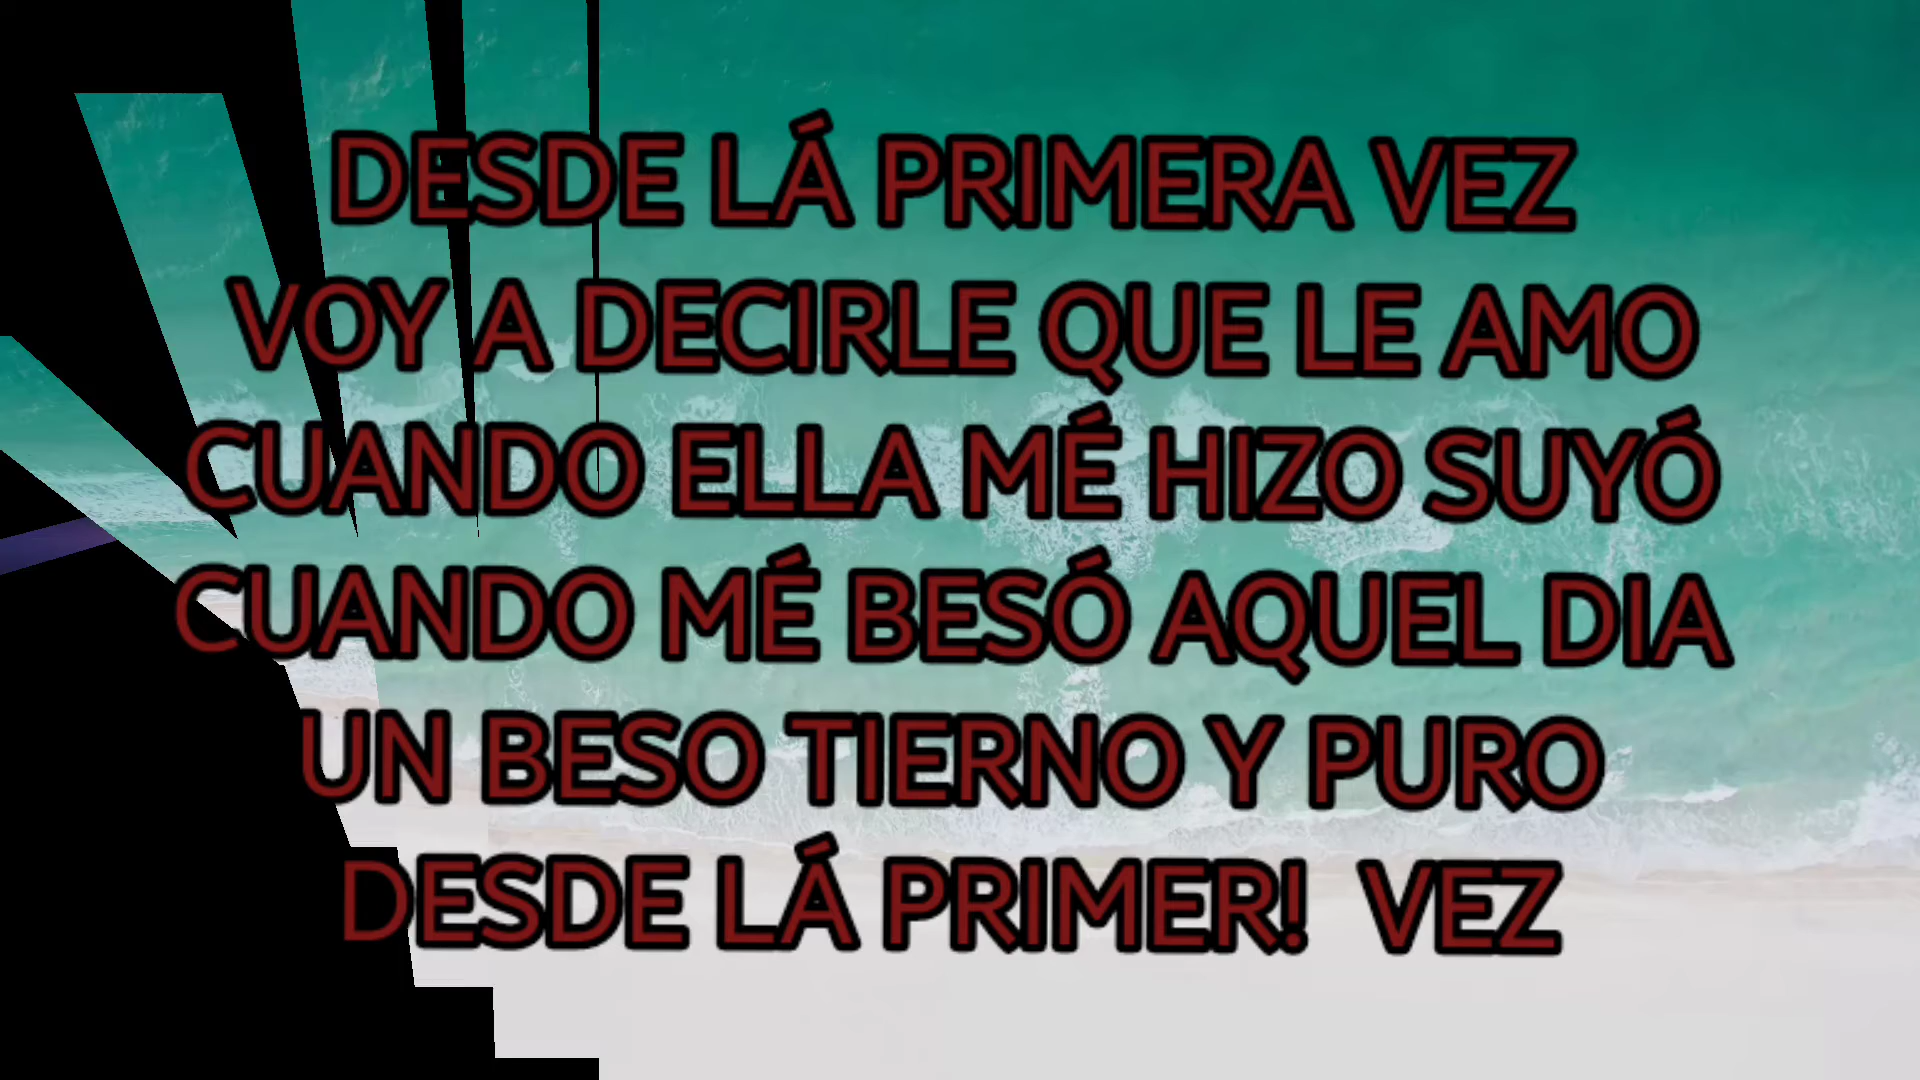 DESDE LÁ PRIMERA VEZ
VOY A DECIRLE QUE LE AMO
CUANDO ELLA MÉ HIZO SUYÓ
CUANDO MÉ BESÓ AQUEL DIA
UN BESO TIERNO Y PURO
DESDE LÁ PRIMER! VEZ